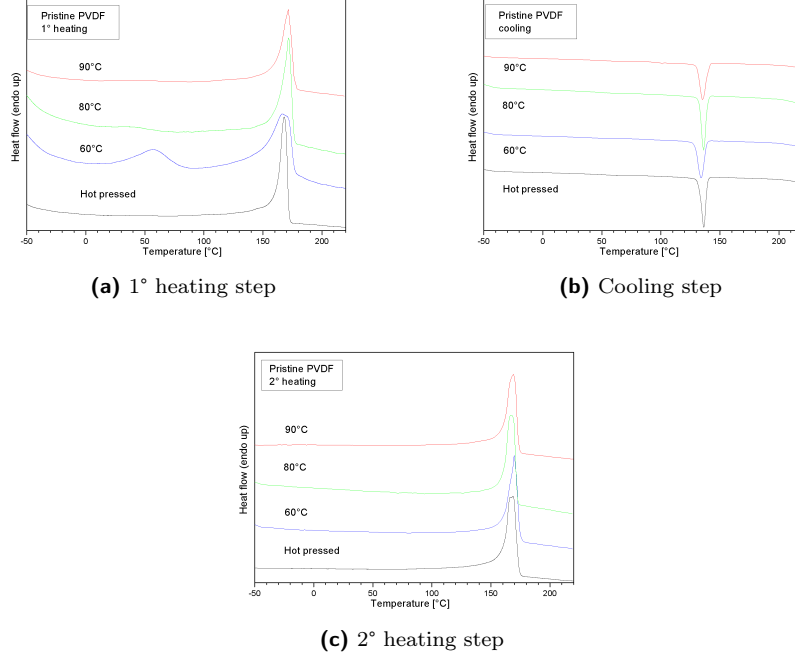 Pristine PVDF
1° heating
90°C
80°C
60°C
Hot pressed
Heat flow (endo up)
-50 0 50 100 150 200
Temperature [°C]
(a) 1° heating step
Pristine PVDF
cooling
90°C
80°C
60°C
Hot pressed
Heat flow (endo up)
-50 0 50 100 150 200
Temperature [°C]
(b) Cooling step
Pristine PVDF
2° heating
90°C
80°C
60°C
Hot pressed
Heat flow (endo up)
-50 0 50 100 150 200
Temperature [°C]
(c) 2° heating step